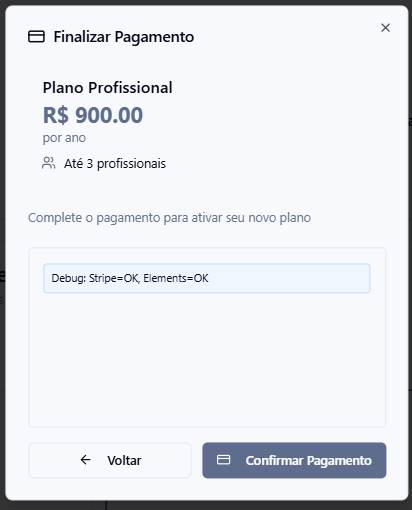 Finalizar Pagamento
Plano Profissional
R$ 900.00
por ano
Até 3 profissionais
Complete o pagamento para ativar seu novo plano
Debug: Stripe=OK, Elements=OK
Voltar
Confirmar Pagamento